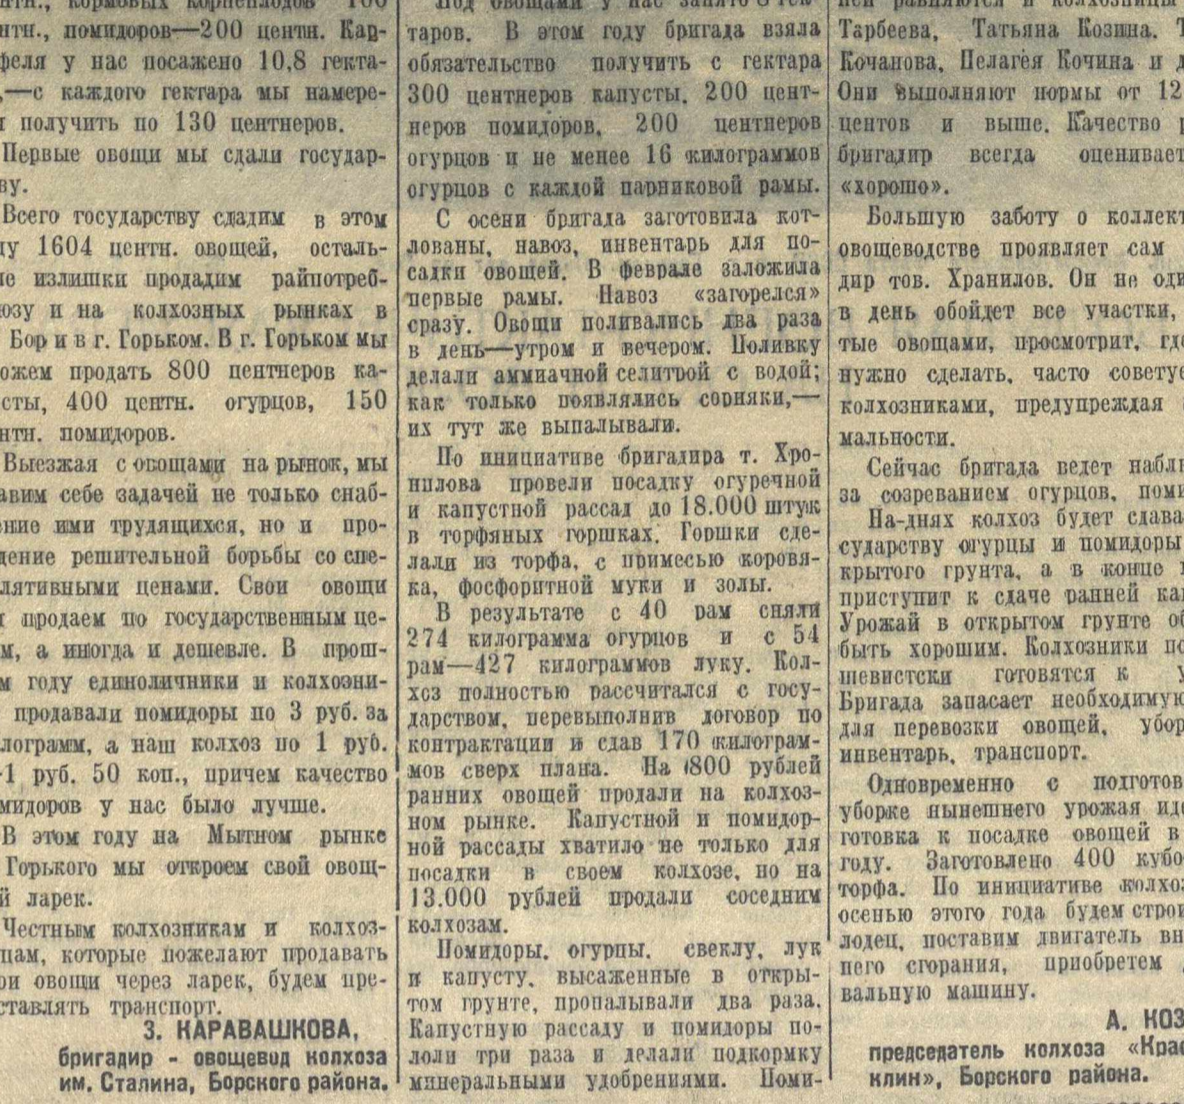 нтн., кормовых корнеплодов
нтн., помидоров—200 центн. Кар-
феля у нас посажено 10,8 гекта-
,—с каждого гектара мы намере-
получить по 130 центнеров.
Первые овощи мы сдали государ-
ву.
Всего государству сдадим в этом
ду 1604 центн. овощей, осталь-
ые излишки продадим райпотреб-
юзу и на колхозных рынках в
Бор и в г. Горьком. В г. Горьком мы
ожем продать 800 центнеров ка-
сты, 400 центн. огурцов, 150
нтн. помидоров.
Выезжая с овощами на рынок, мы
авим себе задачей не только снаб-
ение ими трудящихся, но и про-
дение решительной борьбы со спе-
лятивными ценами. Свои овощи
продаем по государственным це-
м, а иногда и дешевле. В прош-
м году единоличники и колхозни-
продавали помидоры по 3 руб. за
лограмм, а наш колхоз по 1 руб.
-1 руб. 50 коп., причем качество
мидоров у нас было лучше.
В этом году на Мытном рынке
Горького мы откроем свой овощ-
й ларек.
Честным колхозникам и колхоз-
цам, которые пожелают продавать
ои овощи через ларек, будем пре-
ставлять транспорт.
З. КАРАВАШКОВА,
бригадир - овощевод колхоза
им. Сталина, Борского района.
Под овощами у нас занято 8 гек-
таров. В этом году бригада взяла
обязательство получить с гектара
300 центнеров капусты, 200 цент-
неров помидоров, 200 центнеров
огурцов и не менее 16 килограммов
огурцов с каждой парниковой рамы.
С осени бригада заготовила кот-
лованы, навоз, инвентарь для по-
садки овощей. В феврале заложила
первые рамы. Навоз «загорелся»
сразу. Овощи поливались два раза
в день—утром и вечером. Поливку
делали аммиачной селитрой с водой;
как только появлялись сорняки,—
их тут же выпалывали.
По инициативе бригадира т. Хро-
нилова провели посадку огуречной
и капустной рассад до 18.000 штук
в торфяных горшках. Горшки сде-
лали из торфа, с примесью коровя-
ка, фосфоритной муки и золы.
В результате с 40 рам сняли
274 килограмма огурцов и с 54
рам—427 килограммов луку. Кол-
хоз полностью рассчитался с госу-
дарством, перевыполнив договор по
контрактации и сдав 170 килограм-
мов сверх плана. На 1800 рублей
ранних овощей продали на колхоз-
ном рынке. Капустной и помидор-
ной рассады хватило не только для
посадки в своем колхозе, но на
13.000 рублей продали соседним
колхозам.
Помидоры, огурцы, свеклу, лук
и капусту, высаженные в откры-
том грунте, пропалывали два раза.
Капустную рассаду и помидоры по-
лоли три раза и делали подкормку
минеральными удобрениями. Поми-
ней равняются и колхозницы
Тарбеева, Татьяна Козина, Т
Кочанова, Пелагея Кочина и д
Они выполняют нормы от 12
центов и выше. Качество р
бригадир всегда оценивает
«хорошо».
Большую заботу о коллект
овощеводстве проявляет сам
дир тов. Хранилов. Он не оди
в день обойдет все участки,
тые овощами, просмотрит, где
нужно сделать, часто советуе
колхозниками, предупреждая
мальности.
Сейчас бригада ведет набл
за созреванием огурцов, поми
На-днях колхоз будет сдава
сударству огурцы и помидоры
крытого грунта, а в конце
приступит к сдаче ранней кап
Урожай в открытом грунте об
быть хорошим. Колхозники по
шевистски готовятся к у
Бригада запасает необходимую
для перевозки овощей, убор
инвентарь, транспорт.
Одновременно с подготов
уборке нынешнего урожая иде
готовка к посадке овощей в
году. Заготовлено 400 кубо
торфа. По инициативе колхоз
осенью этого года будем строи
лодец, поставим двигатель вн
него сгорания, приобретем
вальную машину.
А. КОЗ
председатель колхоза «Крас
клин», Борского района.